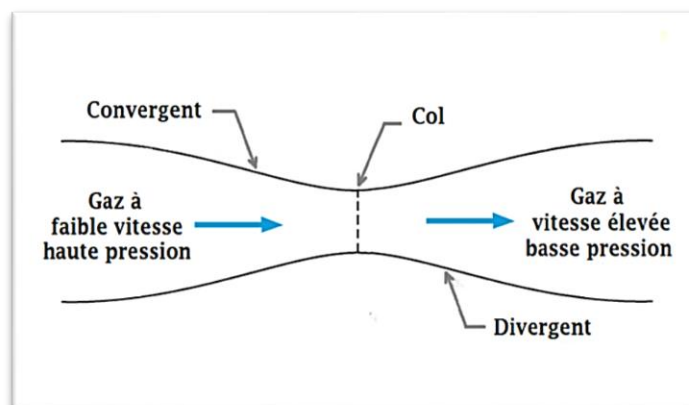 Convergent
Col
Gaz à
faible vitesse
haute pression
Gaz à
vitesse élevée
basse pression
Divergent